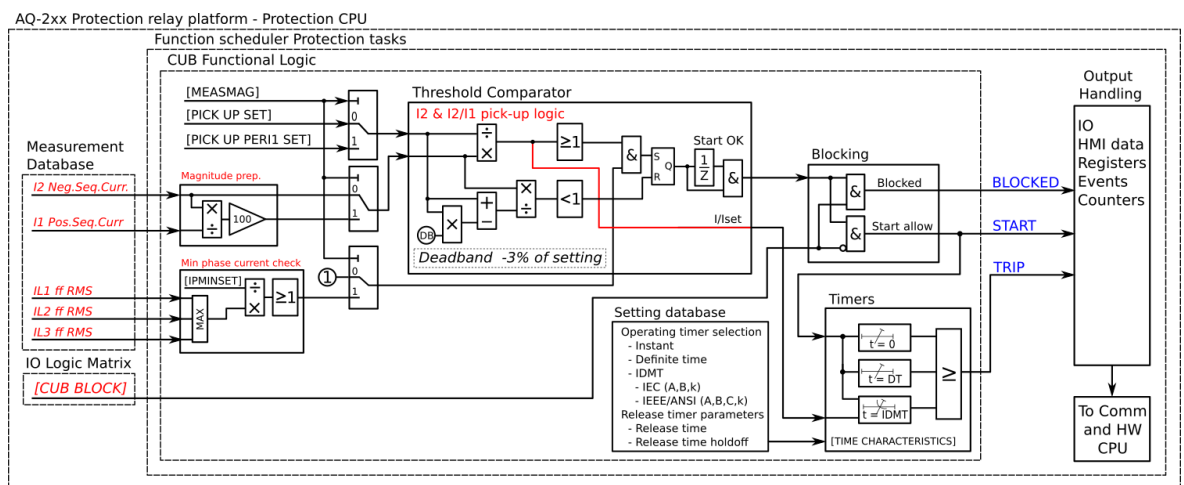 AQ-2xx Protection relay platform - Protection CPU
Function scheduler Protection tasks
CUB Functional Logic
Measurement
Database
I2 Neg.Seq.Curr.
I1 Pos.Seq.Curr
IL1 ff RMS
IL2 ff RMS
IL3 ff RMS
IO Logic Matrix
[CUB BLOCK]
[MEASMAG]
[PICK UP SET]
[PICK UP PERI1 SET]
0
1
Magnitude prep.
×
÷
100
0
1
Min phase current check
[IPMINSET]
MAX
÷
×
≥1
1
0
1
Threshold Comparator
I2 & I2/I1 pick-up logic
÷
×
≥1
&
S
R
Q
Start OK
1
Z
&
DB
×
+
−
×
÷
<1
I/Iset
Deadband -3% of setting
Blocking
&
Blocked
&
Start allow
BLOCKED
START
TRIP
Setting database
Operating timer selection
- Instant
- Definite time
- IDMT
- IEC (A,B,k)
- IEEE/ANSI (A,B,C,k)
Release timer parameters
- Release time
- Release time holdoff
Timers
t = 0
t = DT
t = IDMT
≥
[TIME CHARACTERISTICS]
Output
Handling
IO
HMI data
Registers
Events
Counters
To Comm
and HW
CPU